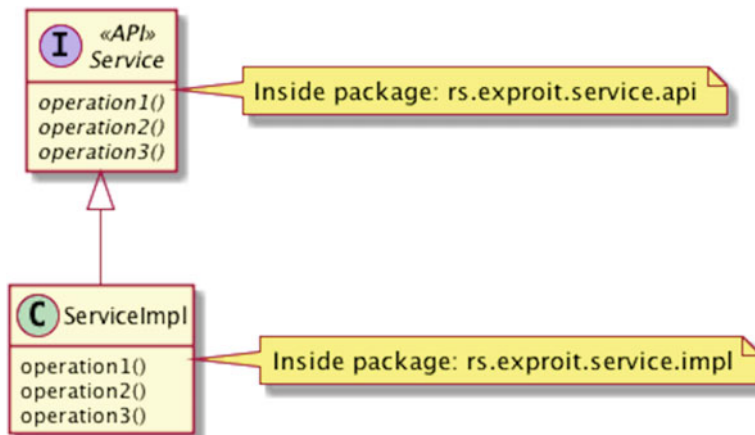 I
«API»
Service
operation1()
operation2()
operation3()
Inside package: rs.exproit.service.api
C
ServiceImpl
operation1()
operation2()
operation3()
Inside package: rs.exproit.service.impl